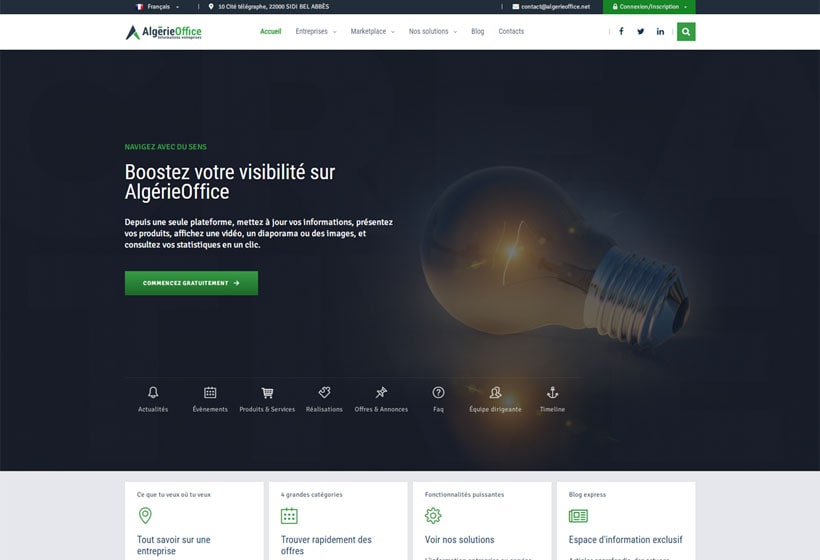 Français
10 Cité télégraphe, 22000 SIDI BEL ABBÈS
contact@algerieoffice.net
Connexion/Inscription
AlgérieOffice
Informations entreprises
Accueil
Entreprises
Marketplace
Nos solutions
Blog
Contacts
NAVIGEZ AVEC DU SENS
Boostez votre visibilité sur
AlgérieOffice
Depuis une seule plateforme, mettez à jour vos informations, présentez
vos produits, affichez une vidéo, un diaporama ou des images, et
consultez vos statistiques en un clic.
COMMENCEZ GRATUITEMENT
Actualités
Évènements
Produits & Services
Réalisations
Offres & Annonces
Faq
Équipe dirigeante
Timeline
Ce que tu veux où tu veux
Tout savoir sur une
entreprise
4 grandes catégories
Trouver rapidement des
offres
Fonctionnalités puissantes
Voir nos solutions
Blog express
Espace d'information exclusif